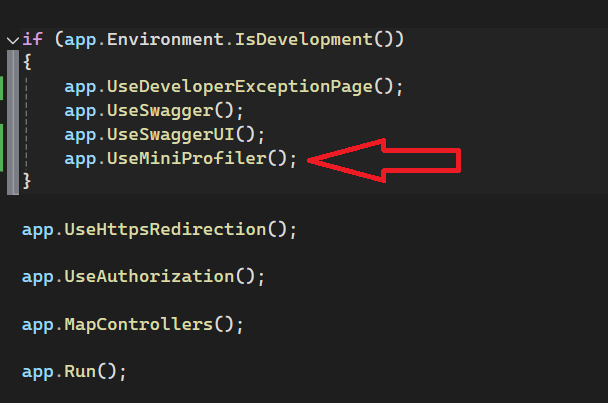 if (app.Environment.IsDevelopment())
{
    app.UseDeveloperExceptionPage();
    app.UseSwagger();
    app.UseSwaggerUI();
    app.UseMiniProfiler();
}
app.UseHttpsRedirection();
app.UseAuthorization();
app.MapControllers();
app.Run();